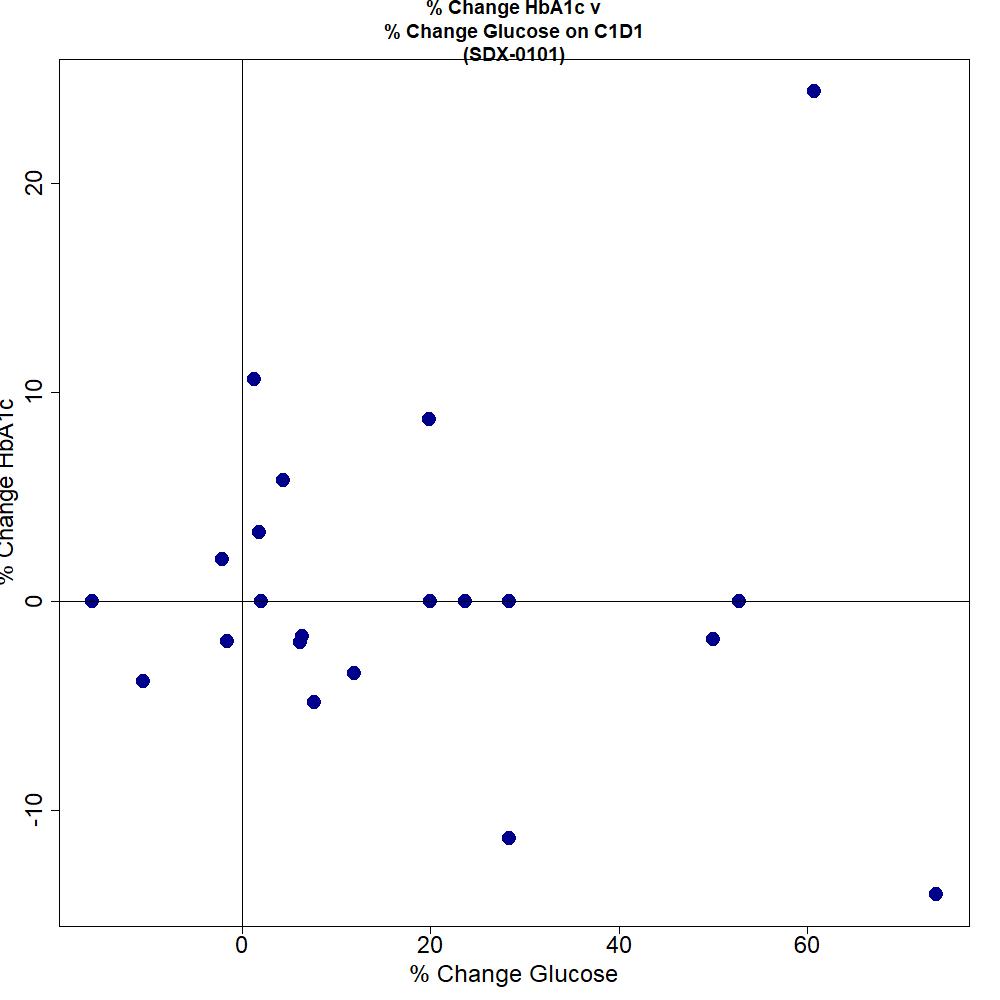 % Change HbA1c v
% Change Glucose on C1D1
(SDX-0101)
% Change HbA1c
20
10
0
-10
0 20 40 60
% Change Glucose